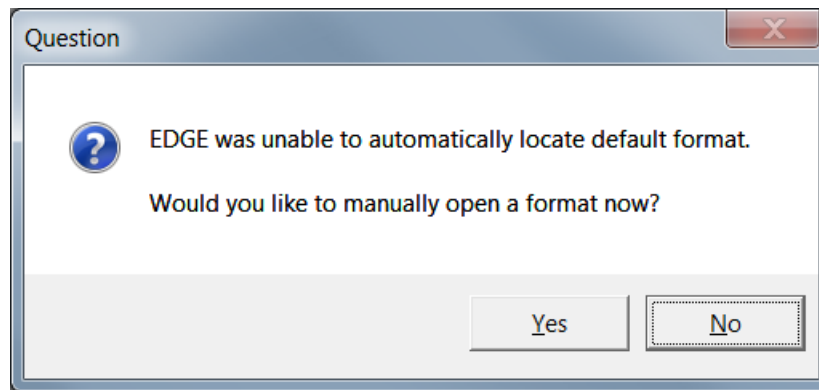 Question
EDGE was unable to automatically locate default format.
Would you like to manually open a format now?
Yes
No